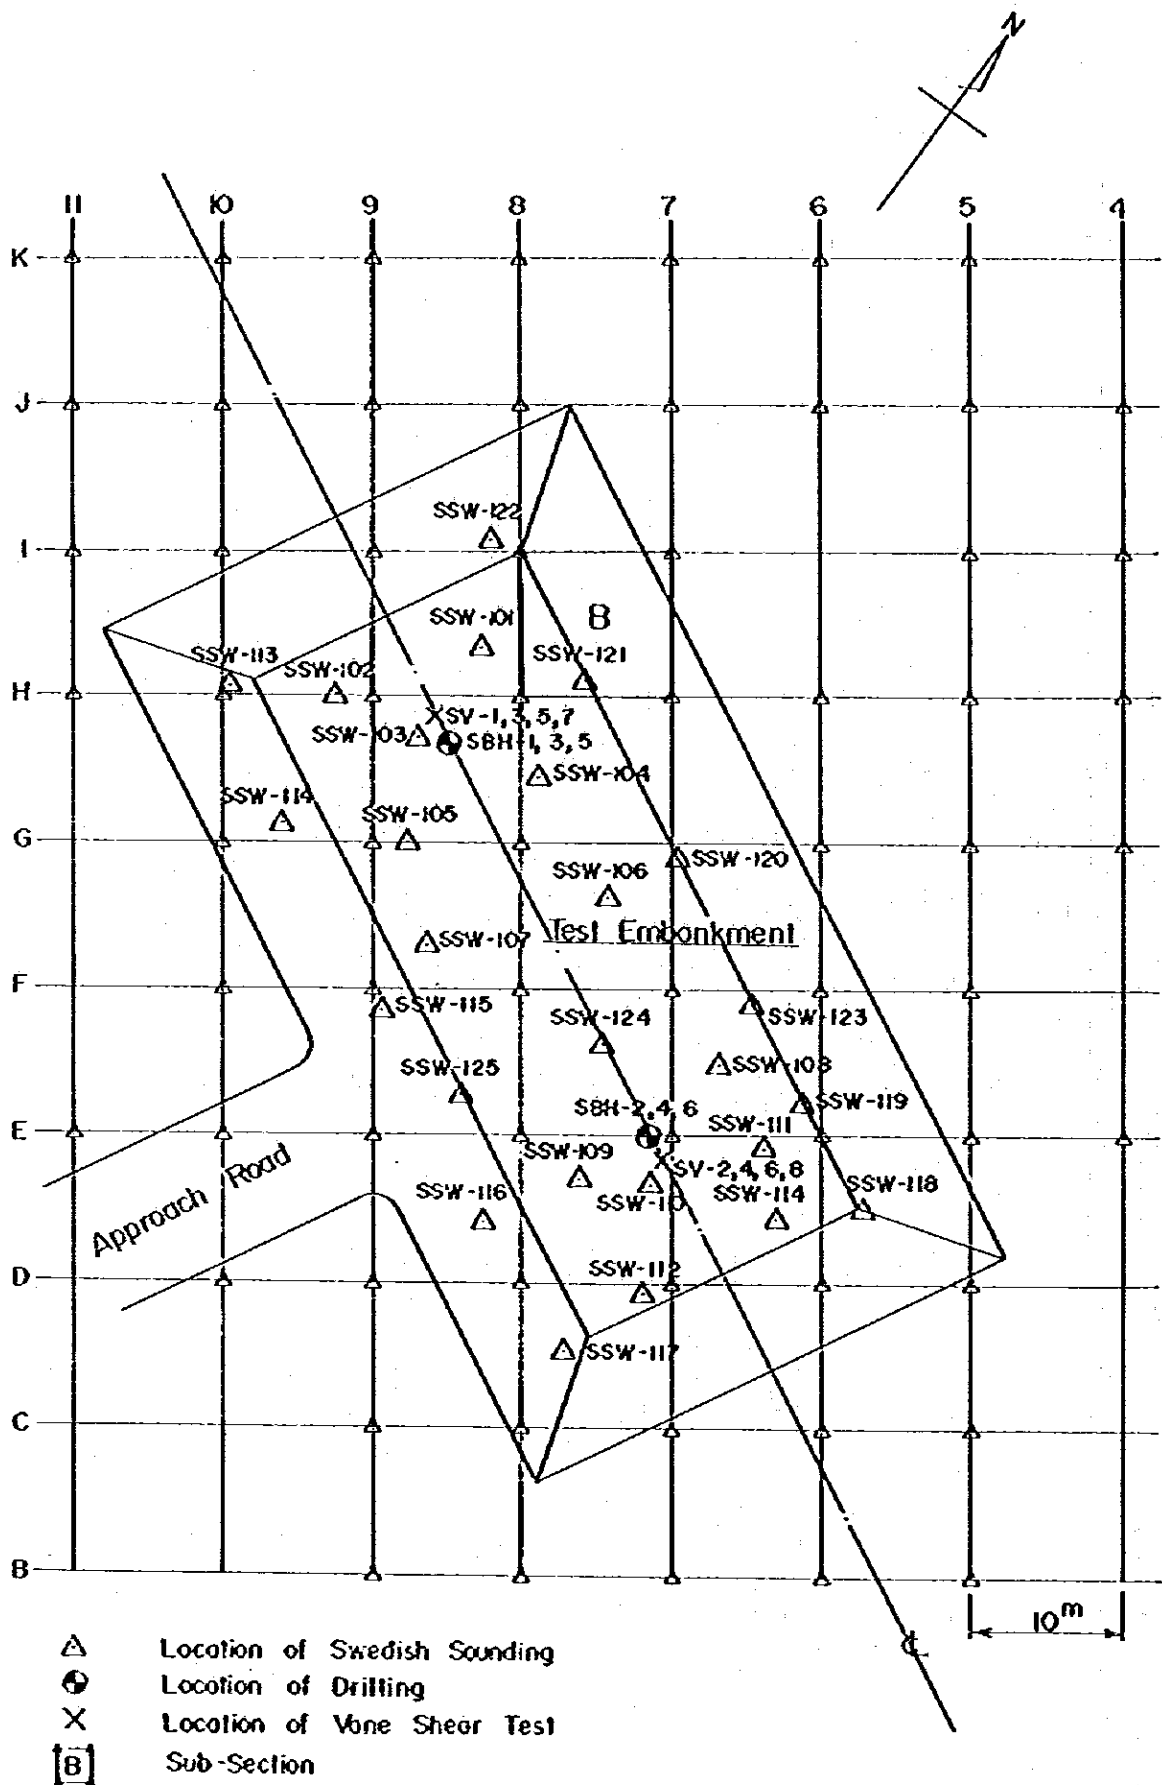 N
11 10 9 8 7 6 5 4
K
J
SSW-122
I
SSW-101
B
SSW-113
SSW-102
SSW-121
H
SV-1,3,5,7
SSW-103
SBH-1,3,5
SSW-104
SSW-114
SSW-105
G
SSW-120
SSW-106
SSW-107
Test Embankment
F
SSW-115
SSW-124
SSW-123
SSW-125
SSW-108
SBH-2,4,6
SSW-119
E
SSW-111
SSW-109
SV-2,4,6,8
Approach Road
SSW-116
SSW-110
SSW-114
SSW-118
D
SSW-112
SSW-117
C
B
10m
℄
Location of Swedish Sounding
Location of Drilling
Location of Vane Shear Test
[B] Sub-Section